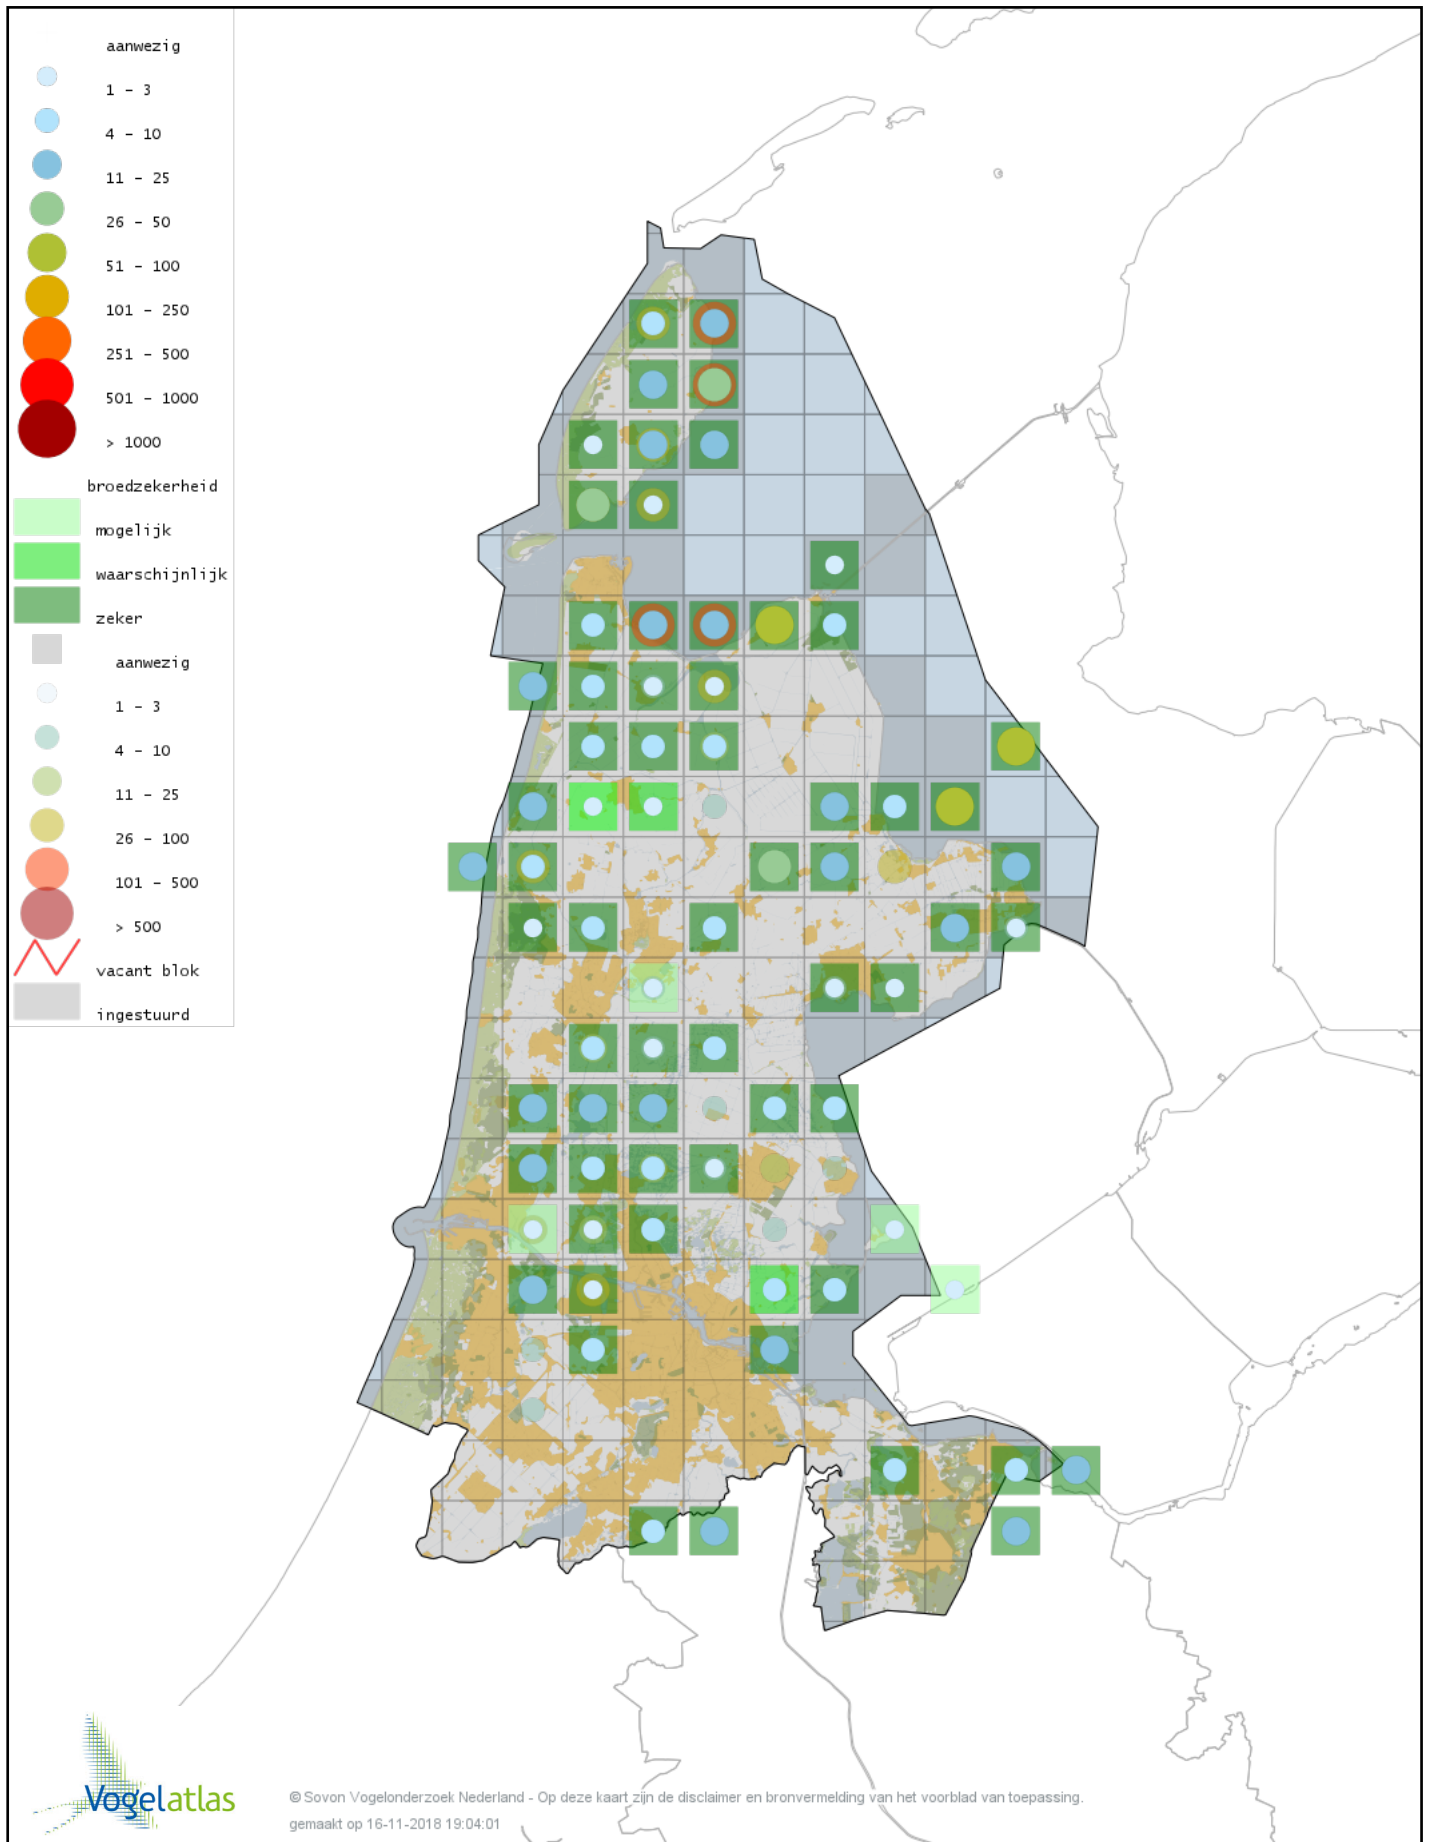 aanwezig
1 - 3
4 - 10
11 - 25
26 - 50
51 - 100
101 - 250
251 - 500
501 - 1000
> 1000
broedzekerheid
mogelijk
waarschijnlijk
zeker
aanwezig
1 - 3
4 - 10
11 - 25
26 - 100
101 - 500
> 500
vacant blok
ingestuurd
Vogelatlas
© Sovon Vogelonderzoek Nederland - Op deze kaart zijn de disclaimer en bronvermelding van het voorblad van toepassing.
gemaakt op 16-11-2018 19:04:01